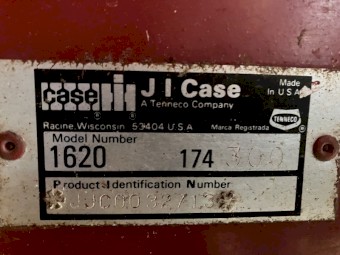 case IH J I Case Made
A Tenneco Company In U S A
Racine, Wisconsin 53404 U.S.A Marca Registrada TENNECO
Model Number
1620 174
Product Identification Number